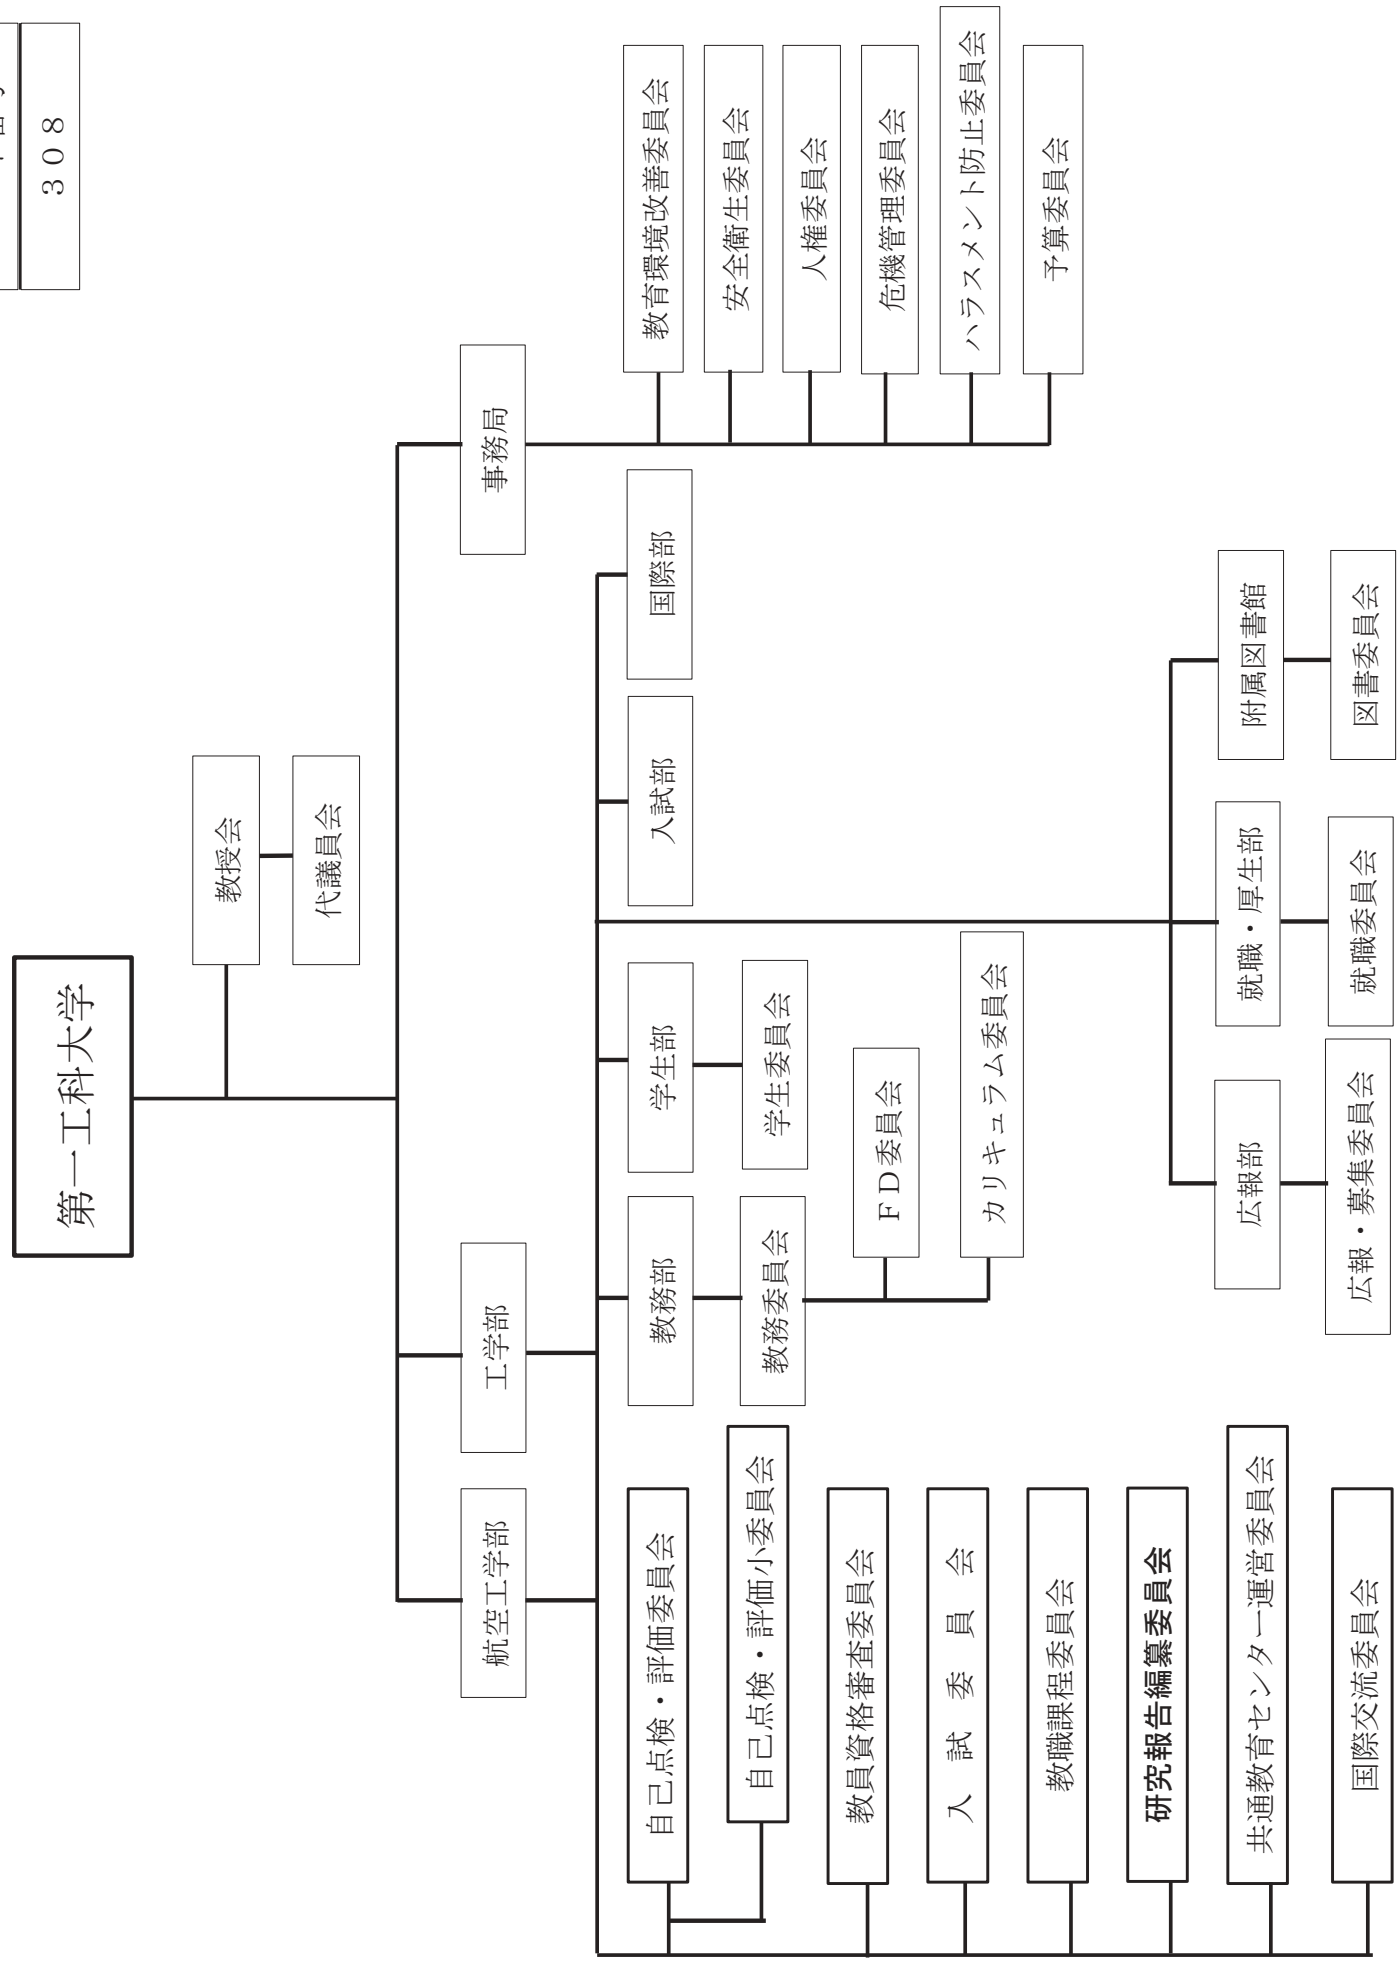 308
第一工科大学
教授会
代議員会
航空工学部
工学部
事務局
自己点検・評価委員会
自己点検・評価小委員会
教員資格審査委員会
入試委員会
教職課程委員会
研究報告編纂委員会
共通教育センター運営委員会
国際交流委員会
教務部
教務委員会
FD委員会
カリキュラム委員会
学生部
学生委員会
入試部
国際部
広報部
広報・募集委員会
就職・厚生部
就職委員会
附属図書館
図書委員会
教育環境改善委員会
安全衛生委員会
人権委員会
危機管理委員会
ハラスメント防止委員会
予算委員会